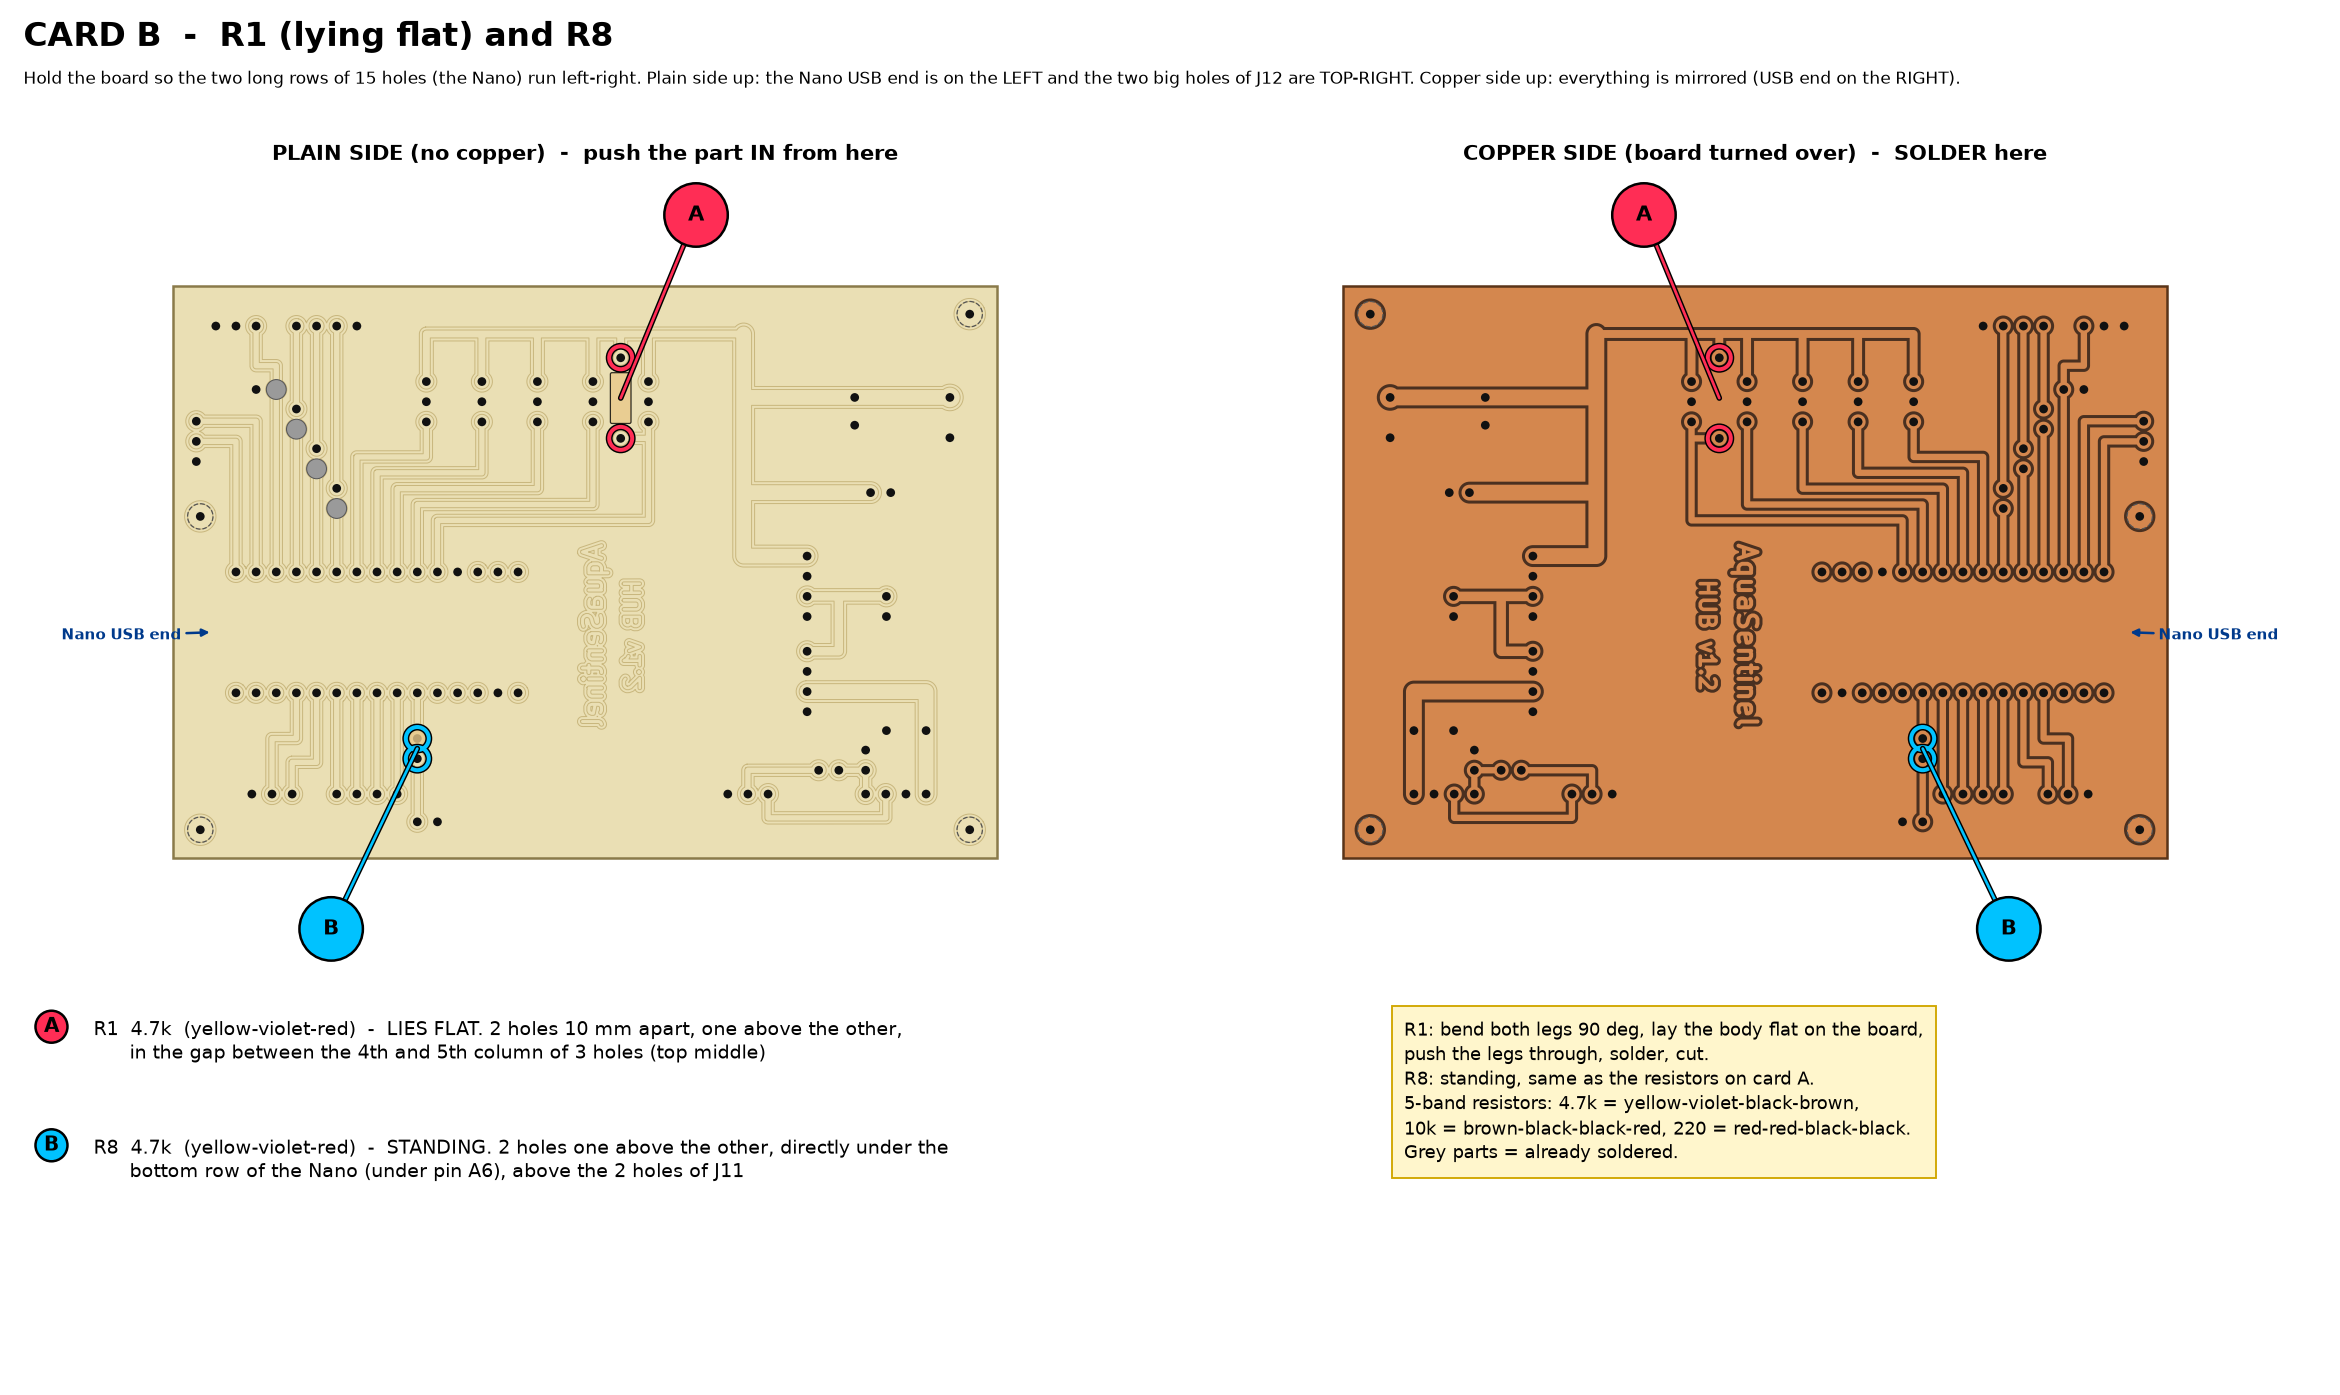 CARD B  -  R1 (lying flat) and R8
Hold the board so the two long rows of 15 holes (the Nano) run left-right. Plain side up: the Nano USB end is on the LEFT and the two big holes of J12 are TOP-RIGHT. Copper side up: everything is mirrored (USB end on the RIGHT).
PLAIN SIDE (no copper)  -  push the part IN from here
COPPER SIDE (board turned over)  -  SOLDER here
A
A
AquaSentinel
HUB v1.2
AquaSentinel
HUB v1.2
Nano USB end
Nano USB end
B
B
A
R1  4.7k  (yellow-violet-red)  -  LIES FLAT. 2 holes 10 mm apart, one above the other,
in the gap between the 4th and 5th column of 3 holes (top middle)
B
R8  4.7k  (yellow-violet-red)  -  STANDING. 2 holes one above the other, directly under the
bottom row of the Nano (under pin A6), above the 2 holes of J11
R1: bend both legs 90 deg, lay the body flat on the board,
push the legs through, solder, cut.
R8: standing, same as the resistors on card A.
5-band resistors: 4.7k = yellow-violet-black-brown,
10k = brown-black-black-red, 220 = red-red-black-black.
Grey parts = already soldered.